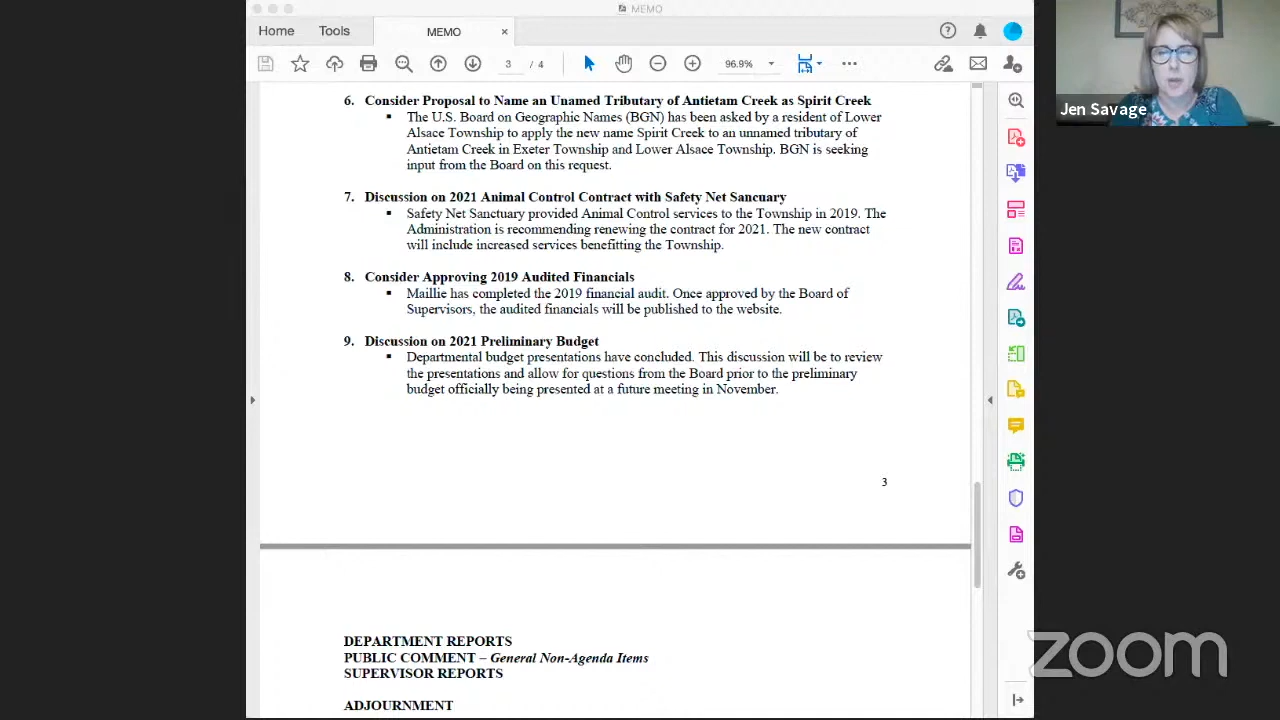 MEMO
Home Tools MEMO ×
3 / 4 96.9%
6. Consider Proposal to Name an Unamed Tributary of Antietam Creek as Spirit Creek
▪ The U.S. Board on Geographic Names (BGN) has been asked by a resident of Lower
Alsace Township to apply the new name Spirit Creek to an unnamed tributary of
Antietam Creek in Exeter Township and Lower Alsace Township. BGN is seeking
input from the Board on this request.
7. Discussion on 2021 Animal Control Contract with Safety Net Sancuary
▪ Safety Net Sanctuary provided Animal Control services to the Township in 2019. The
Administration is recommending renewing the contract for 2021. The new contract
will include increased services benefitting the Township.
8. Consider Approving 2019 Audited Financials
▪ Maillie has completed the 2019 financial audit. Once approved by the Board of
Supervisors, the audited financials will be published to the website.
9. Discussion on 2021 Preliminary Budget
▪ Departmental budget presentations have concluded. This discussion will be to review
the presentations and allow for questions from the Board prior to the preliminary
budget officially being presented at a future meeting in November.
3
DEPARTMENT REPORTS
PUBLIC COMMENT – General Non-Agenda Items
SUPERVISOR REPORTS
ADJOURNMENT
Jen Savage
zoom